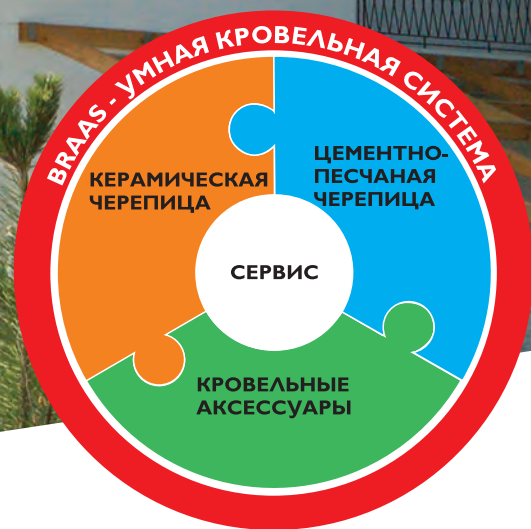 BRAAS - УМНАЯ КРОВЕЛЬНАЯ СИСТЕМА
КЕРАМИЧЕСКАЯ
ЧЕРЕПИЦА
ЦЕМЕНТНО-
ПЕСЧАНАЯ
ЧЕРЕПИЦА
СЕРВИС
КРОВЕЛЬНЫЕ
АКСЕССУАРЫ